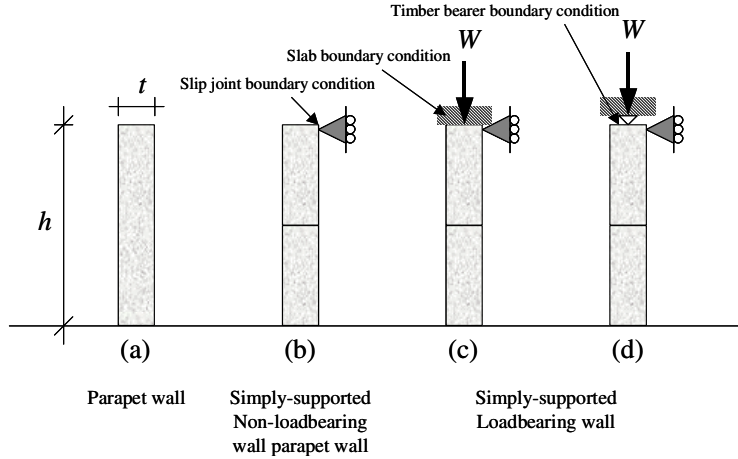 Timber bearer boundary condition
W
W
Slab boundary condition
t
Slip joint boundary condition
h
(a)
(b)
(c)
(d)
Parapet wall
Simply-supported
Non-loadbearing
wall parapet wall
Simply-supported
Loadbearing wall